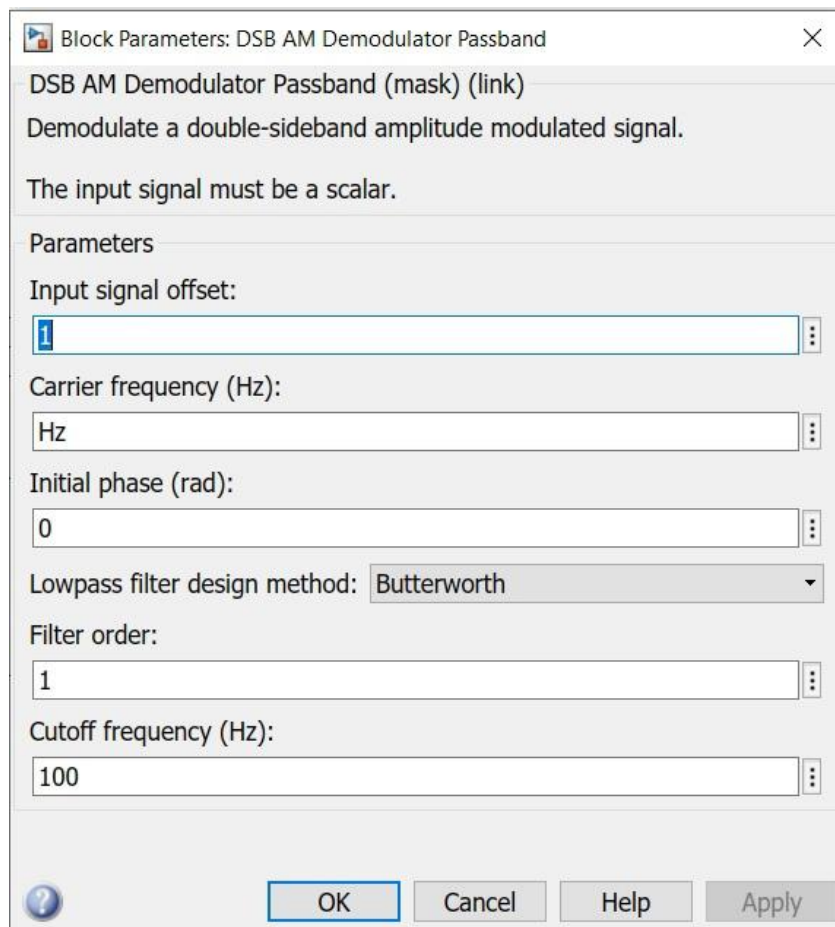 Block Parameters: DSB AM Demodulator Passband
DSB AM Demodulator Passband (mask) (link)
Demodulate a double-sideband amplitude modulated signal.
The input signal must be a scalar.
Parameters
Input signal offset:
1
Carrier frequency (Hz):
Hz
Initial phase (rad):
0
Lowpass filter design method: Butterworth
Filter order:
1
Cutoff frequency (Hz):
100
OK Cancel Help Apply